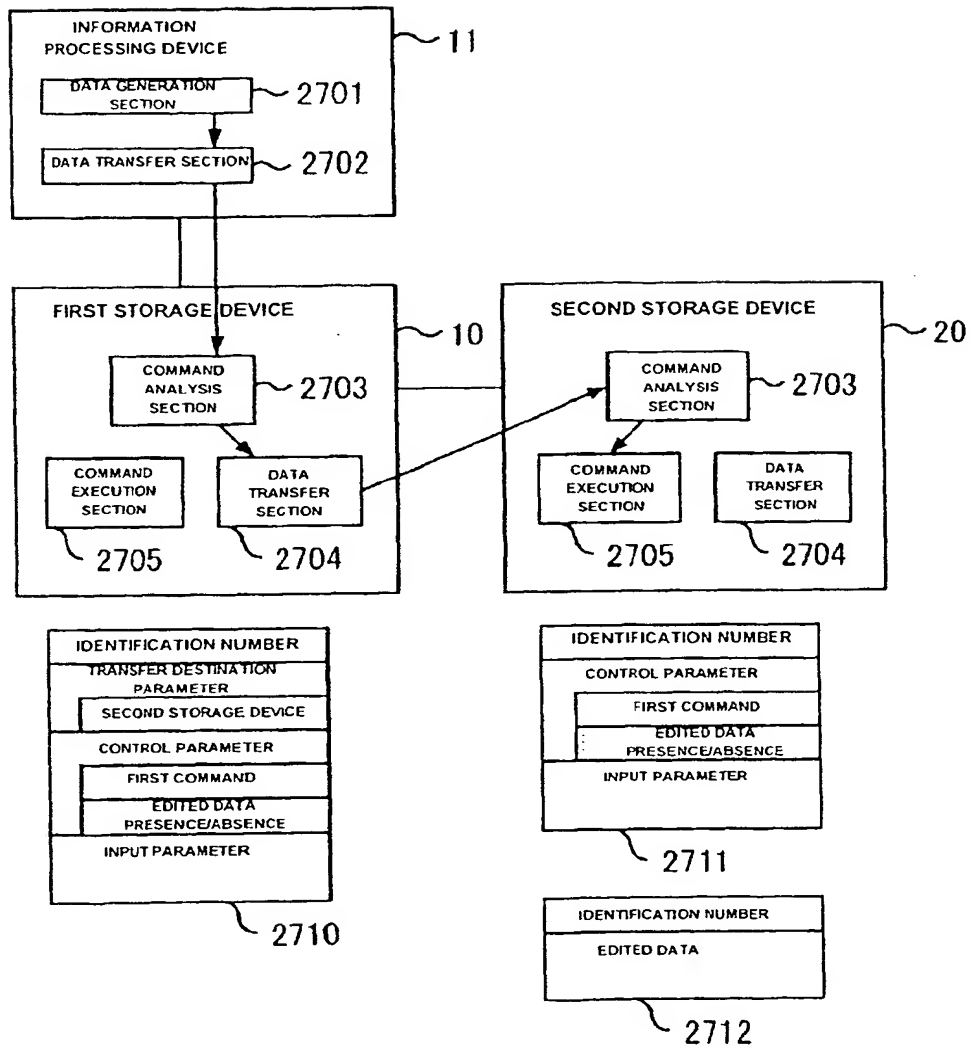 INFORMATION
PROCESSING DEVICE
11
DATA GENERATION
SECTION
2701
DATA TRANSFER SECTION
2702
FIRST STORAGE DEVICE
10
COMMAND
ANALYSIS
SECTION
2703
COMMAND
EXECUTION
SECTION
2705
DATA
TRANSFER
SECTION
2704
SECOND STORAGE DEVICE
20
COMMAND
ANALYSIS
SECTION
2703
COMMAND
EXECUTION
SECTION
2705
DATA
TRANSFER
SECTION
2704
IDENTIFICATION NUMBER
TRANSFER DESTINATION
PARAMETER
SECOND STORAGE DEVICE
CONTROL PARAMETER
FIRST COMMAND
EDITED DATA
PRESENCE/ABSENCE
INPUT PARAMETER
2710
IDENTIFICATION NUMBER
CONTROL PARAMETER
FIRST COMMAND
EDITED DATA
PRESENCE/ABSENCE
INPUT PARAMETER
2711
IDENTIFICATION NUMBER
EDITED DATA
2712